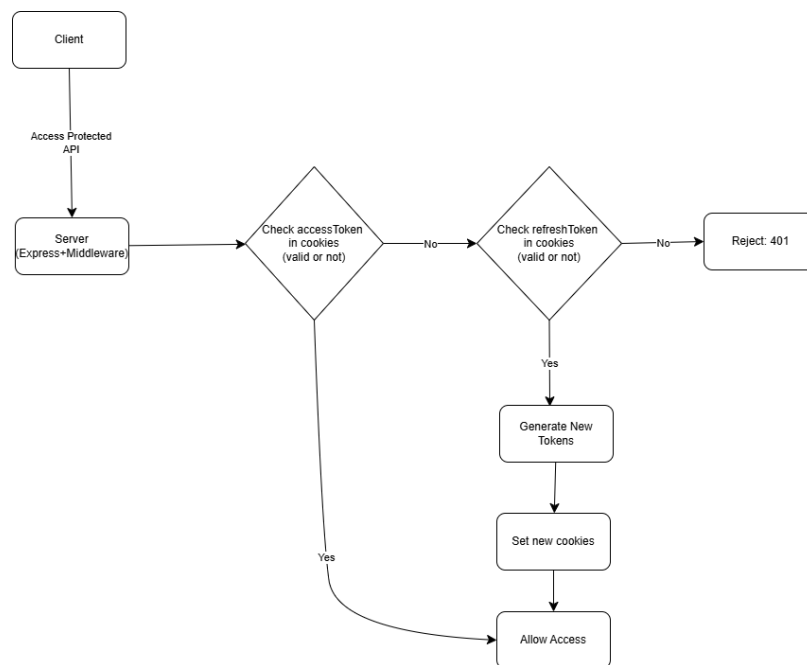 Client
Access Protected
API
Server
(Express+Middleware)
Check accessToken
in cookies
(valid or not)
No
Check refreshToken
in cookies
(valid or not)
No
Reject: 401
Yes
Generate New
Tokens
Set new cookies
Yes
Allow Access